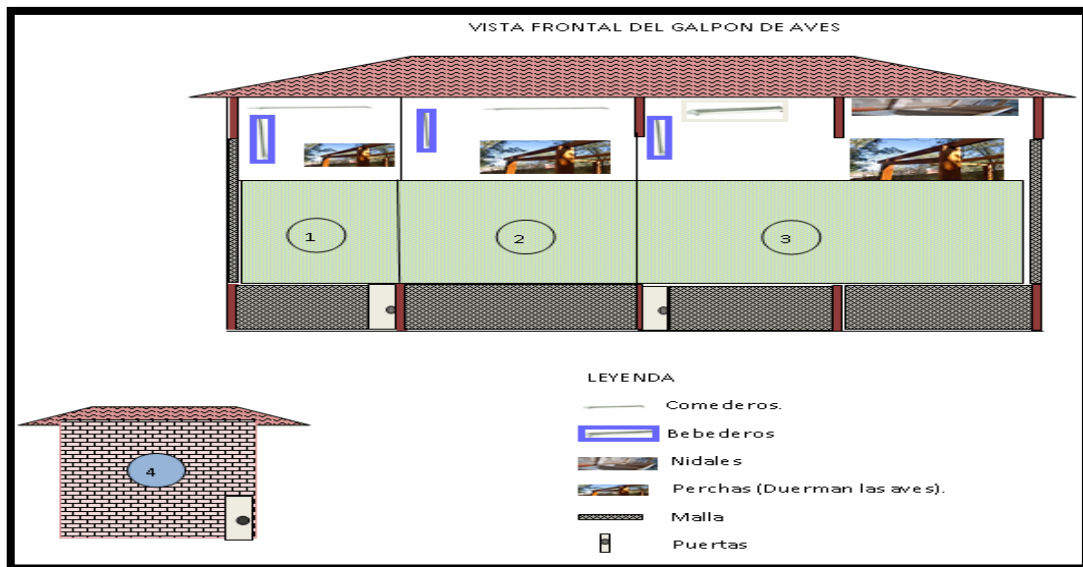 VISTA FRONTAL DEL GALPON DE AVES
1
2
3
LEYENDA
Comederos.
Bebederos
4
Nidales
Perchas (Duerman las aves).
Malla
Puertas